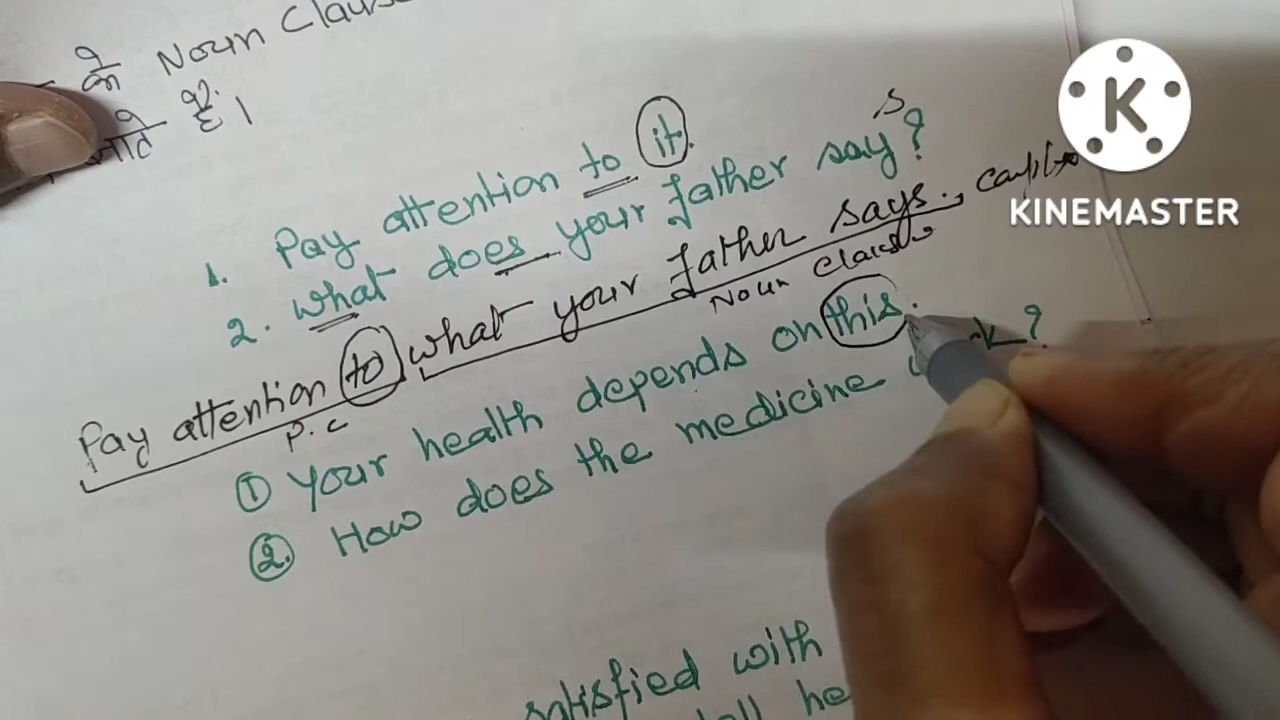 के Noun Clause
जाते हैं।
1. Pay attention to it.
s
2. What does your father say?
Pay attention to what your father says.,
P.C
Noun Clause
① Your health depends on this.
② How does the medicine k?
satisfied with
KINEMASTER